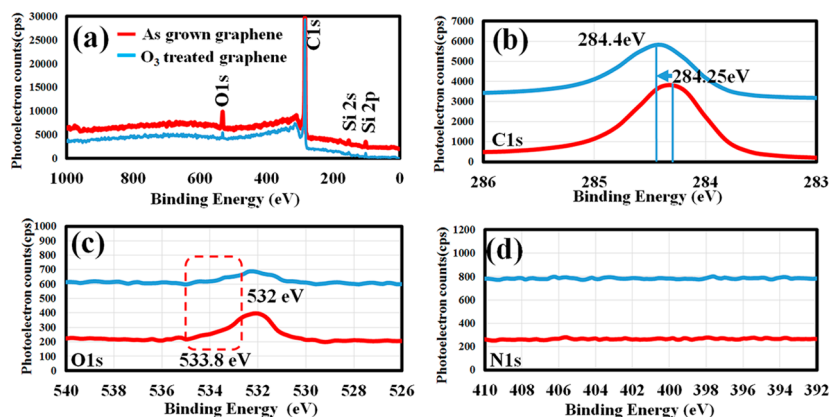 (a)
As grown graphene
O3 treated graphene
C1s
O1s
Si 2s
Si 2p
Photoelectron counts(cps)
30000
25000
20000
15000
10000
5000
0
1000 800 600 400 200 0
Binding Energy (eV)
(b)
284.4eV
284.25eV
C1s
Photoelectron counts(cps)
7000
6000
5000
4000
3000
2000
1000
0
286 285 284 283
Binding Energy (eV)
(c)
532 eV
533.8 eV
O1s
Photoelectron counts(cps)
1000
900
800
700
600
500
400
300
200
100
0
540 538 536 534 532 530 528 526
Binding Energy (eV)
(d)
N1s
Photoelectron counts(cps)
1200
1000
800
600
400
200
0
410 408 406 404 402 400 398 396 394 392
Binding Energy (eV)